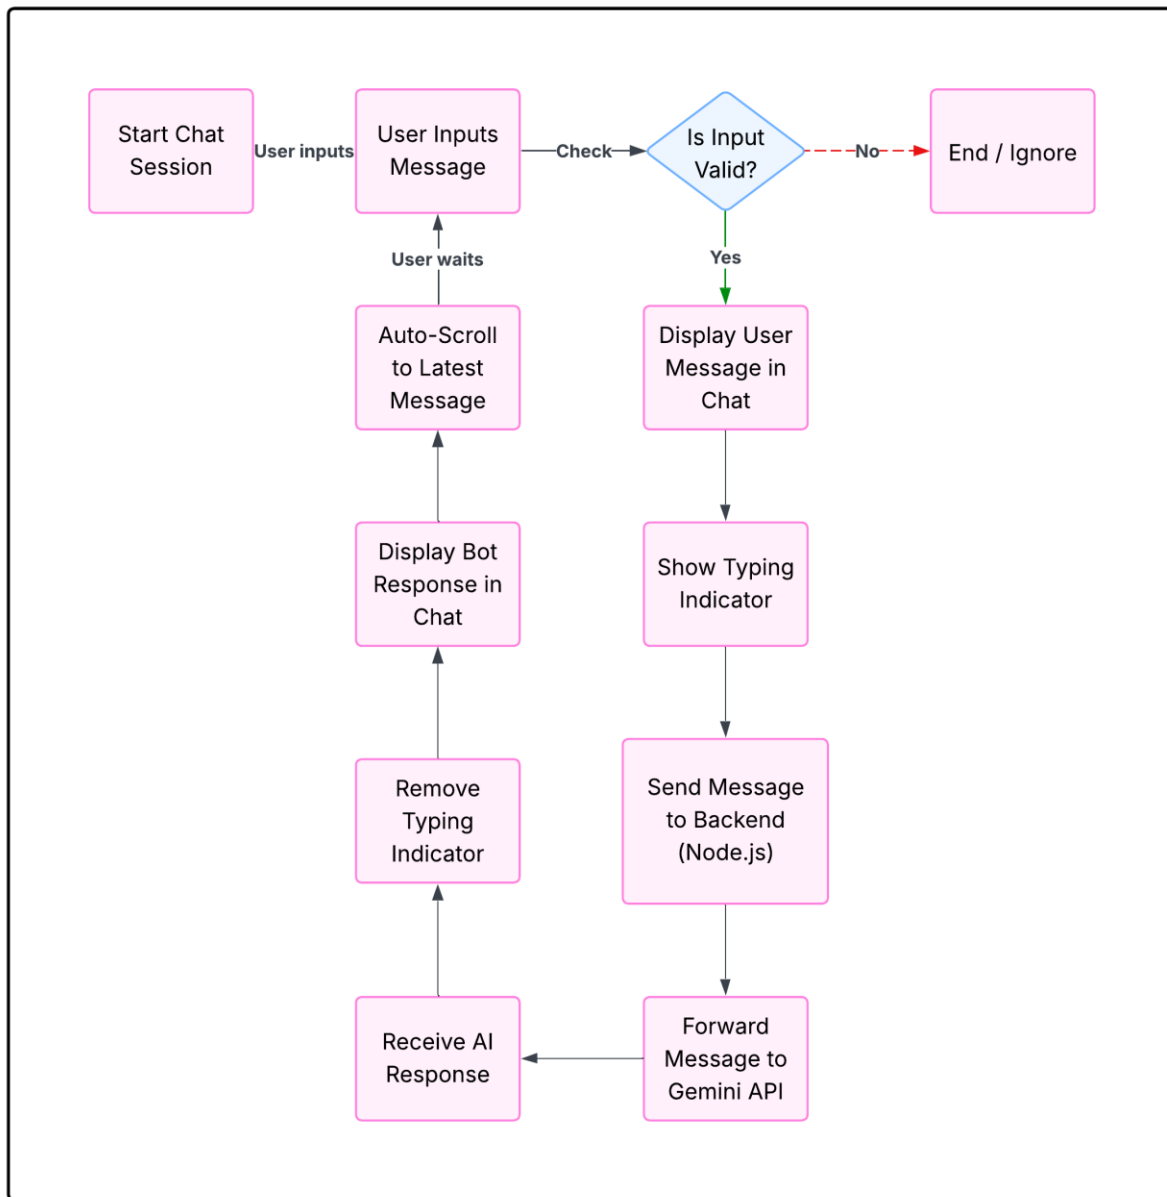 Start Chat
Session
User inputs
User Inputs
Message
Check
Is Input
Valid?
No
End / Ignore
User waits
Yes
Auto-Scroll
to Latest
Message
Display User
Message in
Chat
Display Bot
Response in
Chat
Show Typing
Indicator
Remove
Typing
Indicator
Send Message
to Backend
(Node.js)
Receive AI
Response
Forward
Message to
Gemini API